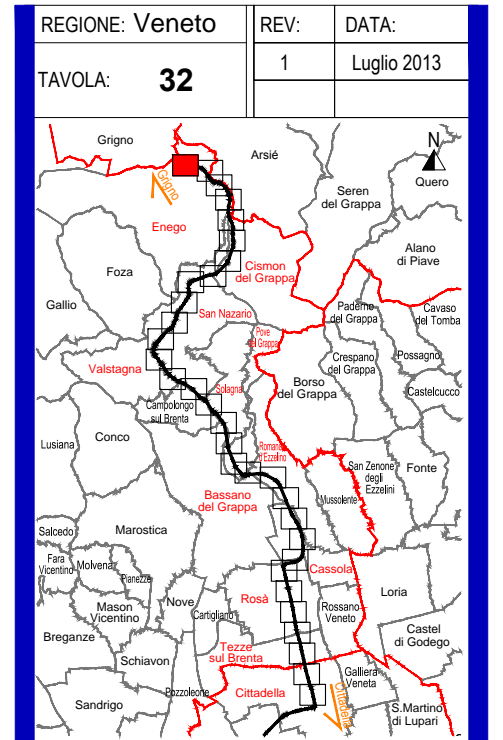 REGIONE: Veneto
REV:
DATA:
TAVOLA: 32
1
Luglio 2013
Grigno
Arsié
N
Quero
Grigno
Seren
del Grappa
Enego
Alano
di Piave
Foza
Cismon
del Grappa
Gallio
San Nazario
Paderno
del Grappa
Cavaso
del Tomba
Pove
del Grappa
Crespano
del Grappa
Possagno
Valstagna
Solagna
Borso
del Grappa
Castelcucco
Campolongo
sul Brenta
Lusiana
Conco
Romano
d'Ezzelino
San Zenone
degli
Ezzelini
Fonte
Bassano
del Grappa
Mussolente
Salcedo
Marostica
Fara
Vicentino
Molvena
Pianezze
Cassola
Loria
Mason
Vicentino
Nove
Cartigliano
Rosà
Rossano
Veneto
Breganze
Castel
di Godego
Schiavon
Tezze
sul Brenta
Pozzoleone
Cittadella
Galliera
Veneta
Cittadella
Sandrigo
S.Martino
di Lupari